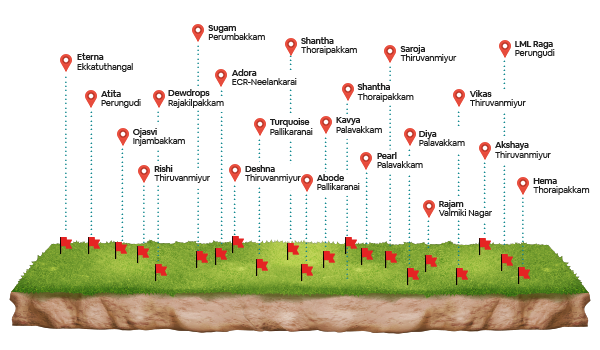 Sugam
Perumbakkam
Shantha
Thoraipakkam
LML Raga
Perungudi
Saroja
Thiruvanmiyur
Eterna
Ekkatuthangal
Adora
ECR-Neelankarai
Shantha
Thoraipakkam
Atita
Perungudi
Dewdrops
Rajakilpakkam
Vikas
Thiruvanmiyur
Turquoise
Pallikaranai
Kavya
Palavakkam
Ojasvi
Injambakkam
Diya
Palavakkam
Akshaya
Thiruvanmiyur
Pearl
Palavakkam
Rishi
Thiruvanmiyur
Deshna
Thiruvanmiyur
Abode
Pallikaranai
Hema
Thoraipakkam
Rajam
Valmiki Nagar